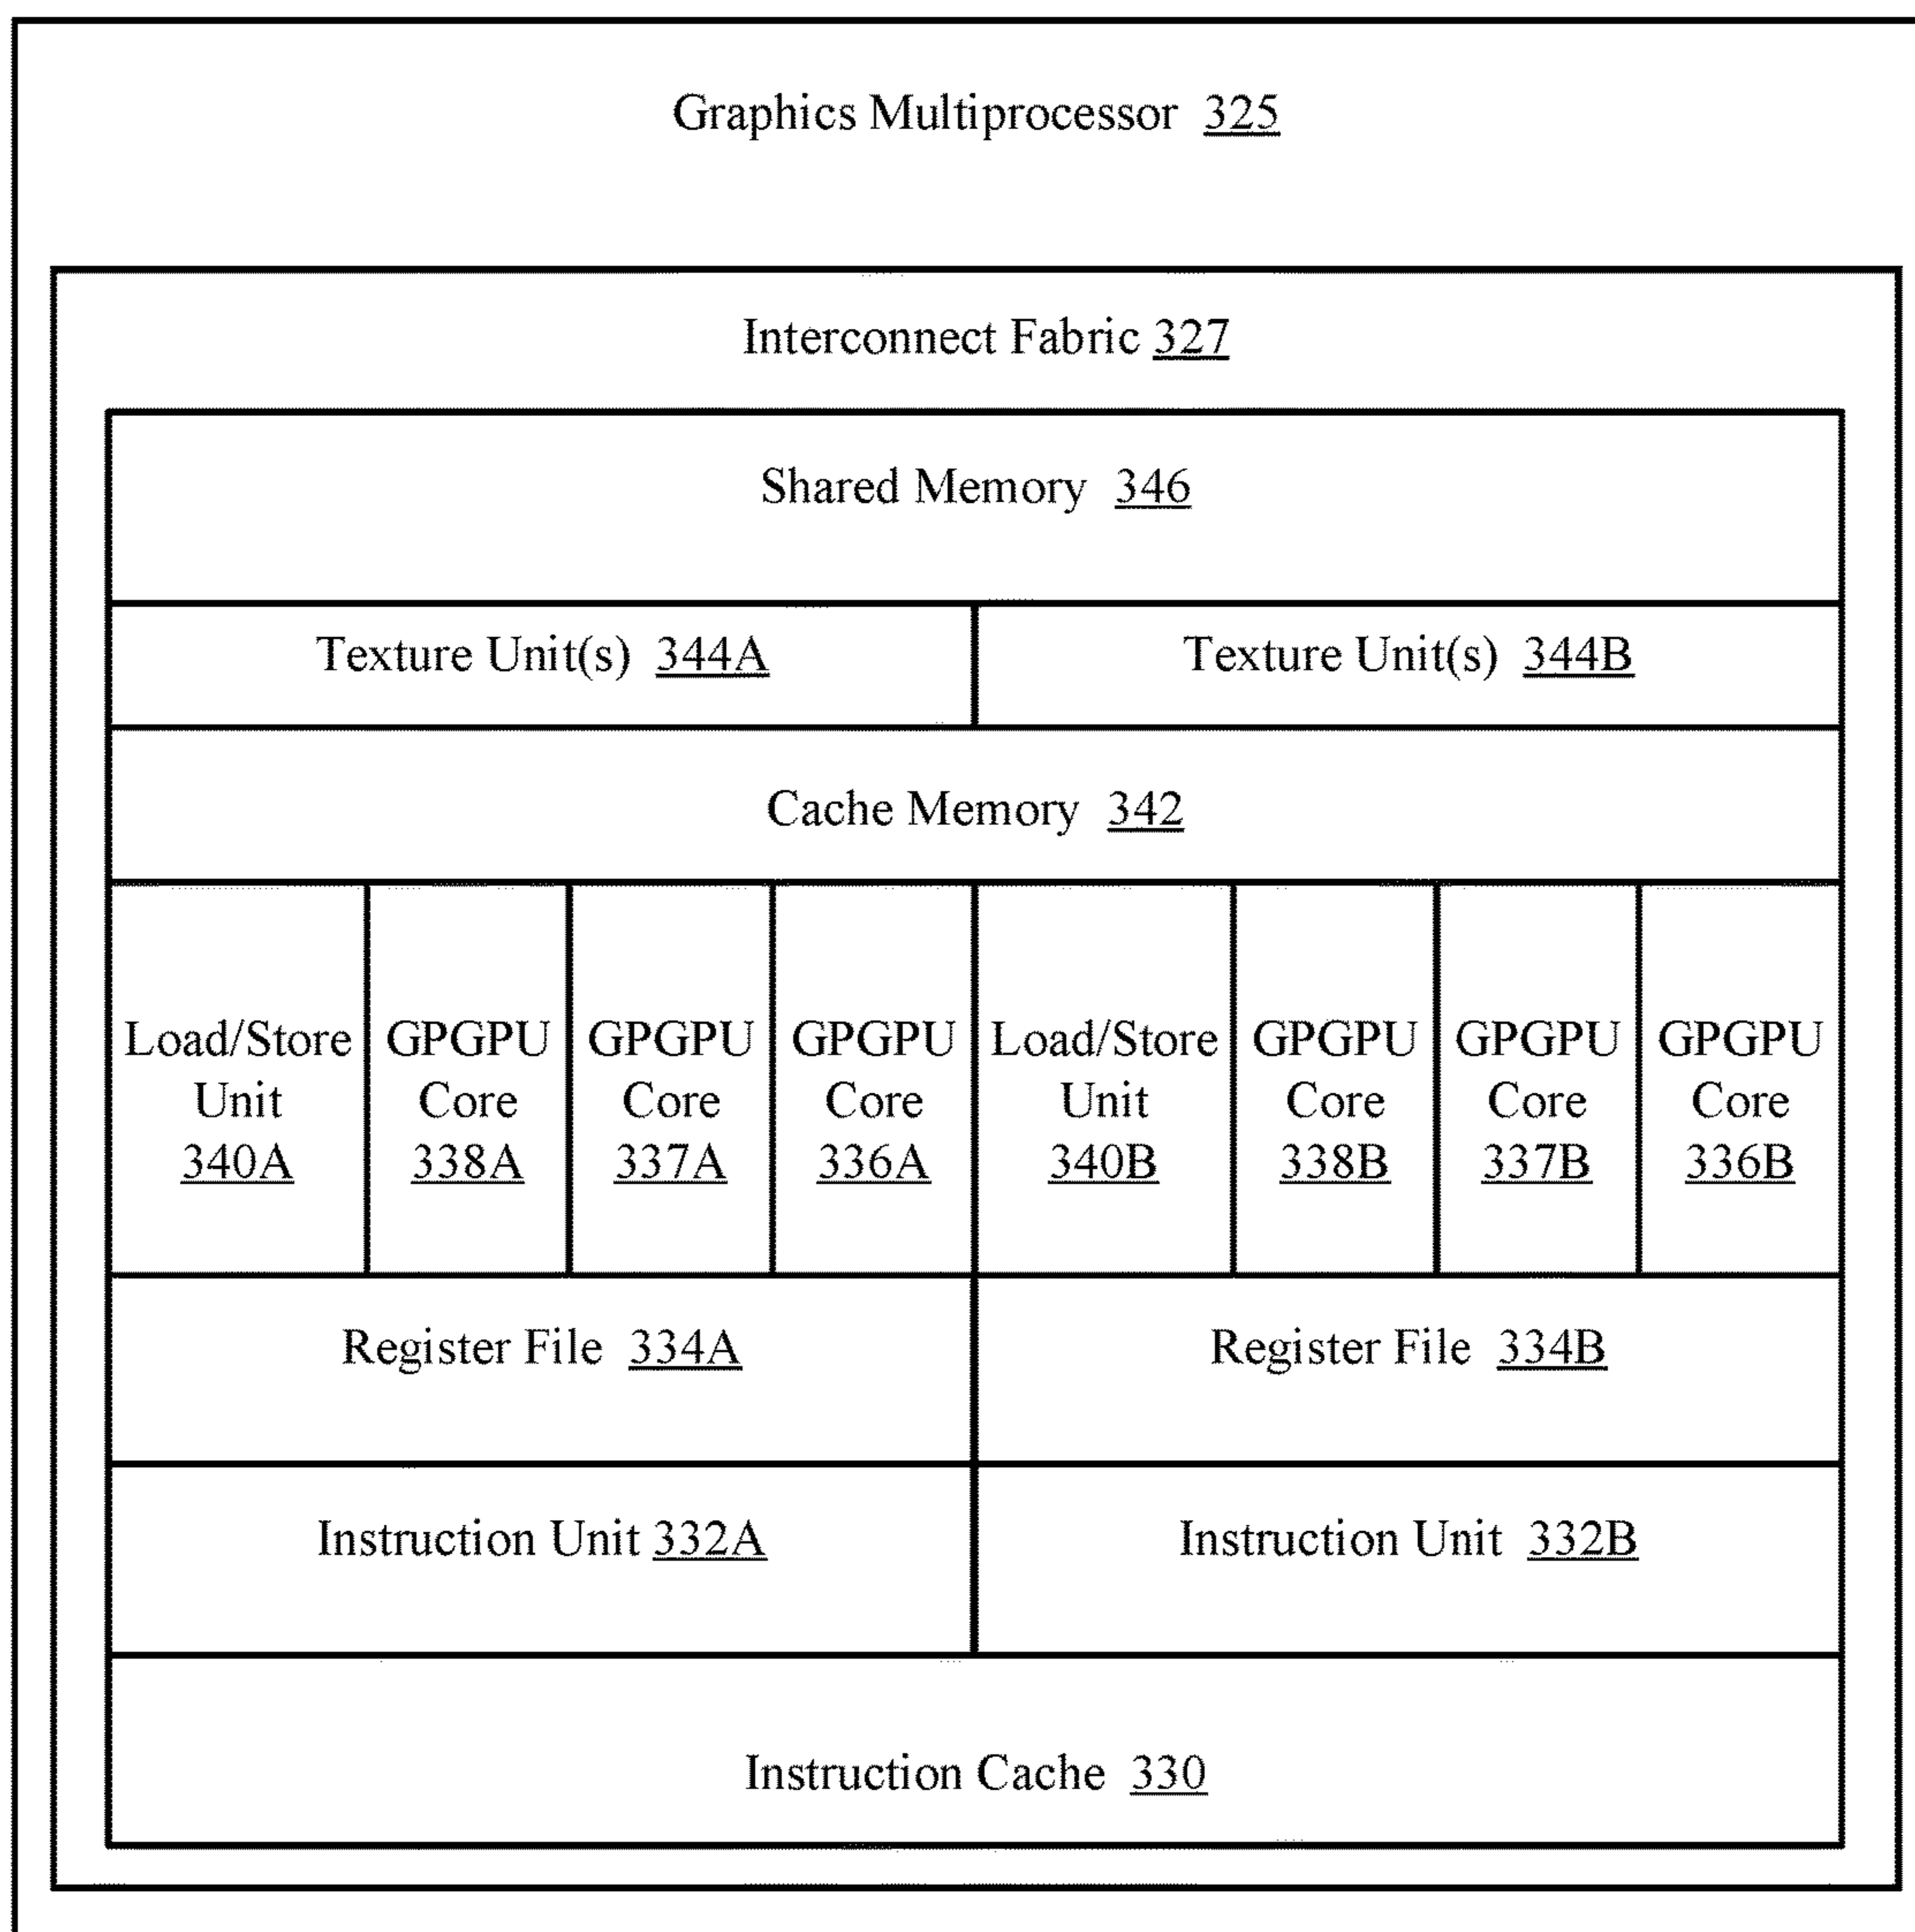 Graphics Multiprocessor 325
Interconnect Fabric 327
Shared Memory 346
Texture Unit(s) 344A
Texture Unit(s) 344B
Cache Memory 342
Load/Store
Unit
340A
GPGPU
Core
338A
GPGPU
Core
337A
GPGPU
Core
336A
Load/Store
Unit
340B
GPGPU
Core
338B
GPGPU
Core
337B
GPGPU
Core
336B
Register File 334A
Register File 334B
Instruction Unit 332A
Instruction Unit 332B
Instruction Cache 330